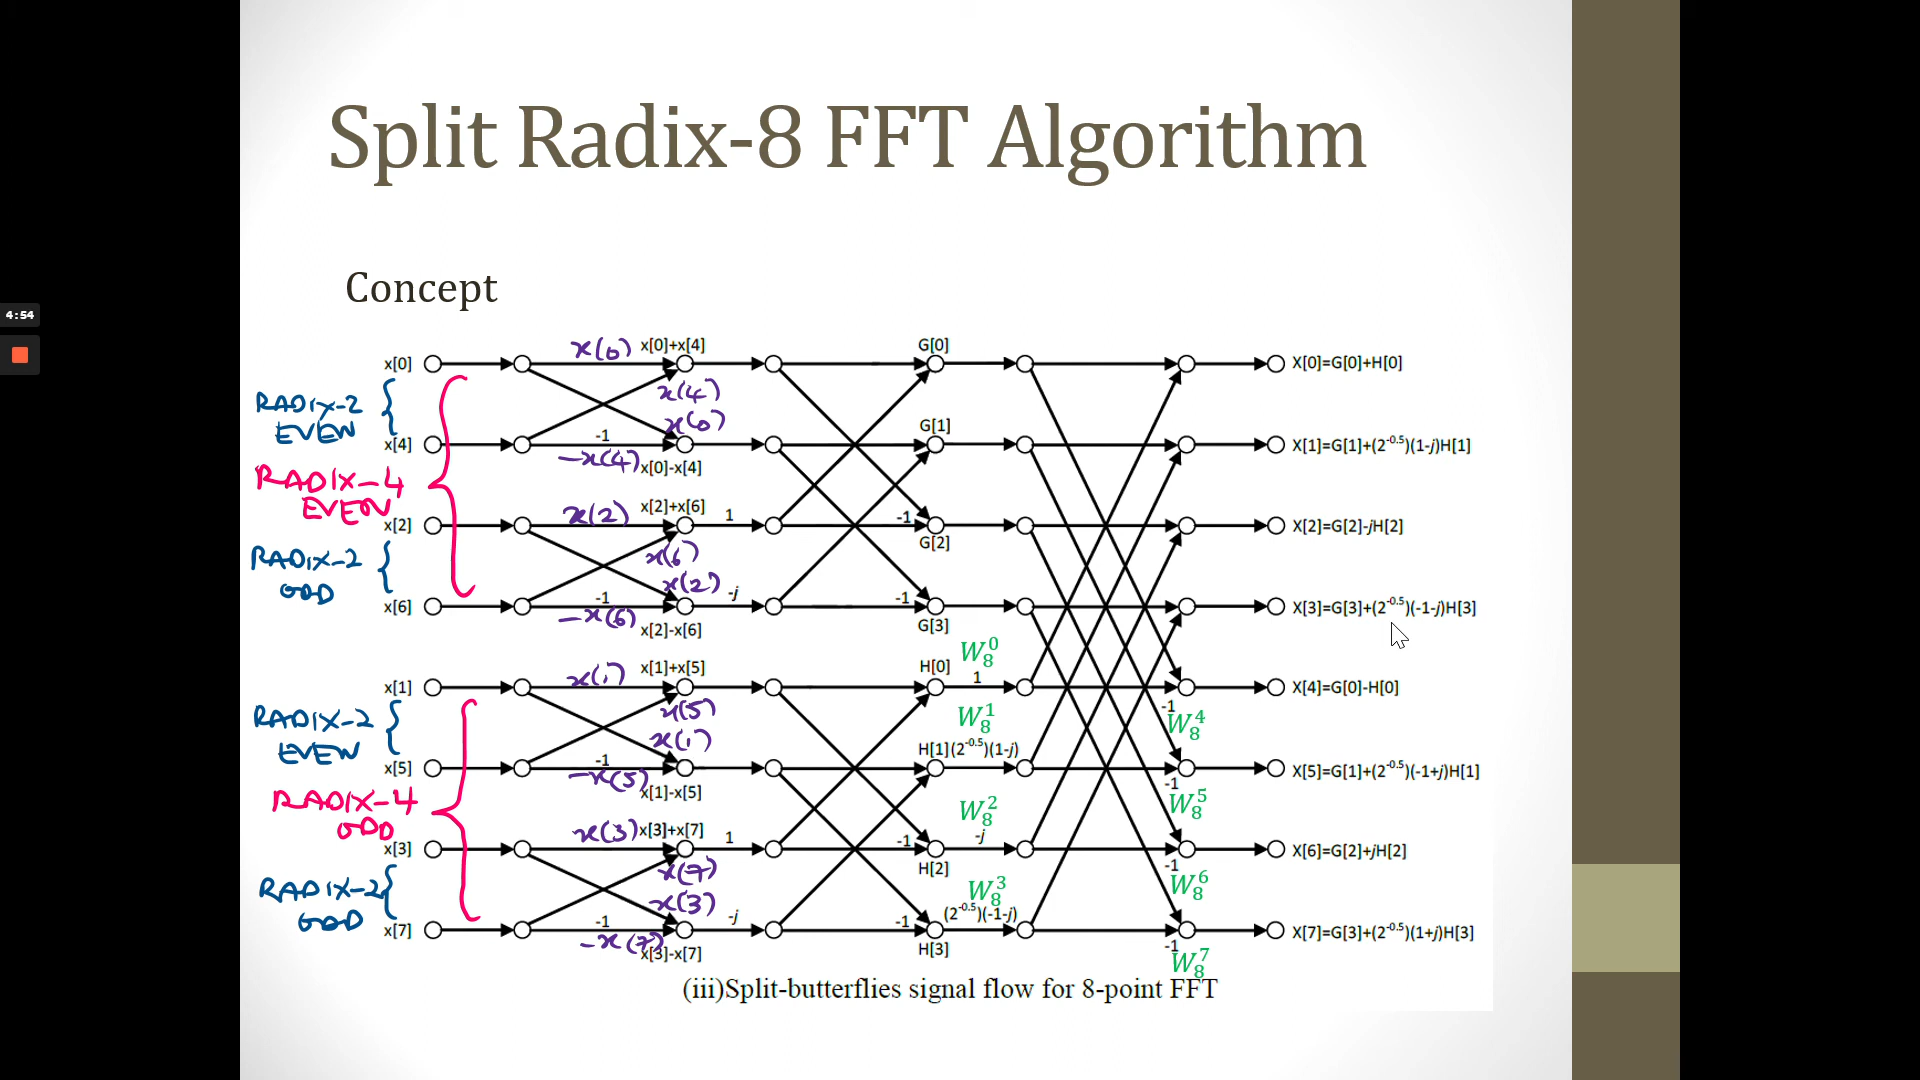 Split Radix-8 FFT Algorithm
Concept
4:54
x[0] x(0) x[0]+x[4] G[0] X[0]=G[0]+H[0]
RADIX-2 x(4)
EVEN x(0)
x[4] -1 G[1] X[1]=G[1]+(2^-0.5)(1-j)H[1]
-x(4) x[0]-x[4]
RADIX-4
EVEN
x[2] x(2) x[2]+x[6] 1 -1 G[2] X[2]=G[2]-jH[2]
RADIX-2 x(6)
ODD x(2)
x[6] -1 -j -1 X[3]=G[3]+(2^-0.5)(-1-j)H[3]
-x(6) x[2]-x[6] G[3]
W_8^0
x[1] x(1) x[1]+x[5] H[0] 1 X[4]=G[0]-H[0]
RADIX-2 x(5) W_8^1 -1 W_8^4
EVEN x(1)
x[5] -1 H[1](2^-0.5)(1-j) X[5]=G[1]+(2^-0.5)(-1+j)H[1]
-x(5) x[1]-x[5] -1
RADIX-4 W_8^2 W_8^5
ODD
x[3] x(3) x[3]+x[7] 1 -1 -j X[6]=G[2]+jH[2]
x(7) H[2] -1
RADIX-2 x(3) W_8^3 W_8^6
ODD
x[7] -1 -j -1 (2^-0.5)(-1-j) X[7]=G[3]+(2^-0.5)(1+j)H[3]
-x(7) x[3]-x[7] H[3] -1
W_8^7
(iii)Split-butterflies signal flow for 8-point FFT